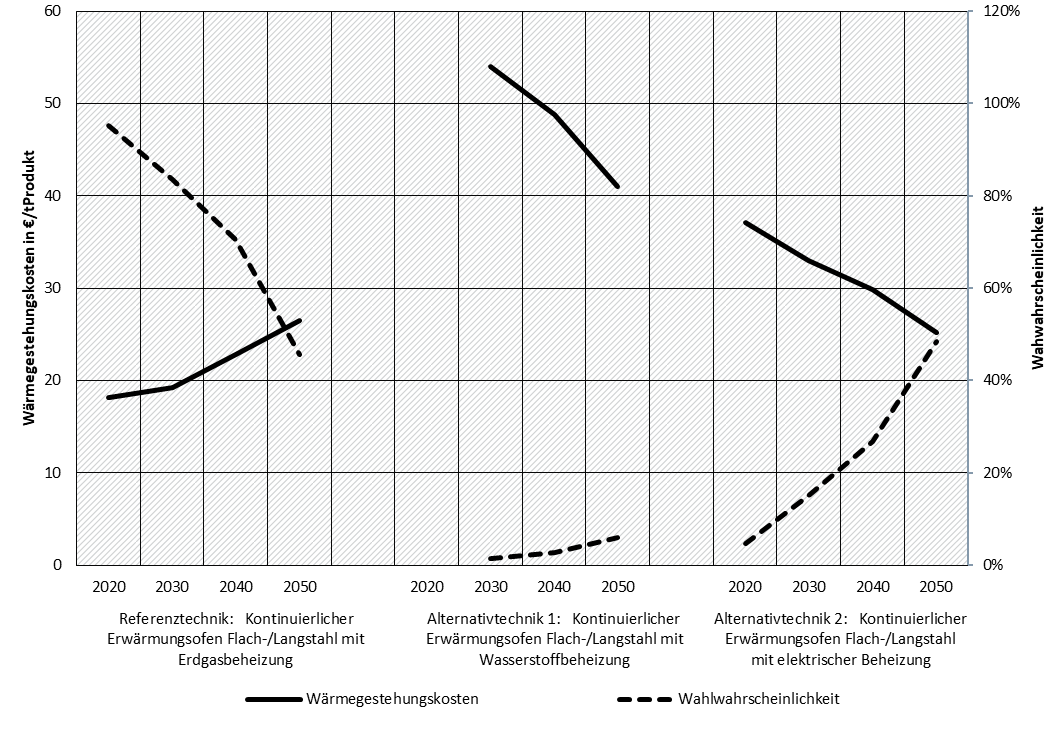 60
50
40
30
20
10
0
Wärmegestehungskosten in €/tProdukt
120%
100%
80%
60%
40%
20%
0%
Wahwahrscheinlichkeit
2020 2030 2040 2050 2020 2030 2040 2050 2020 2030 2040 2050
Referenztechnik: Kontinuierlicher
Erwärmungsofen Flach-/Langstahl mit
Erdgasbeheizung
Alternativtechnik 1: Kontinuierlicher
Erwärmungsofen Flach-/Langstahl mit
Wasserstoffbeheizung
Alternativtechnik 2: Kontinuierlicher
Erwärmungsofen Flach-/Langstahl
mit elektrischer Beheizung
Wärmegestehungskosten Wahlwahrscheinlichkeit